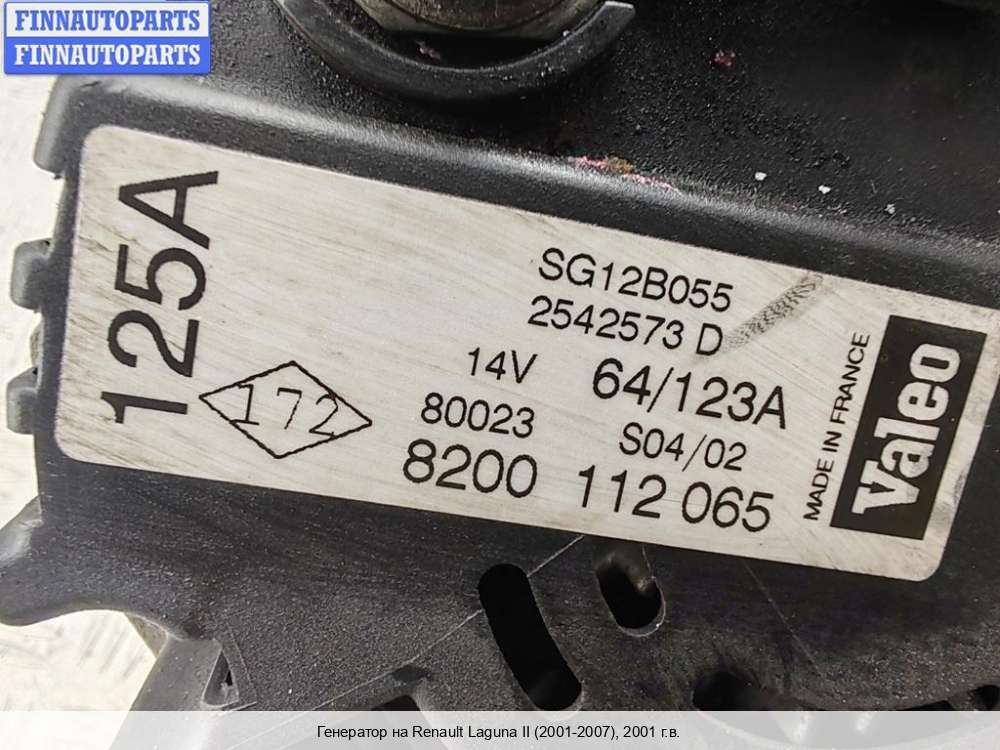 FINNAUTOPARTS
FINNAUTOPARTS
125A
SG12B055
2542573 D
14V 64/123A
172
80023 S04/02
8200 112 065
MADE IN FRANCE
Valeo
Генератор на Renault Laguna II (2001-2007), 2001 г.в.